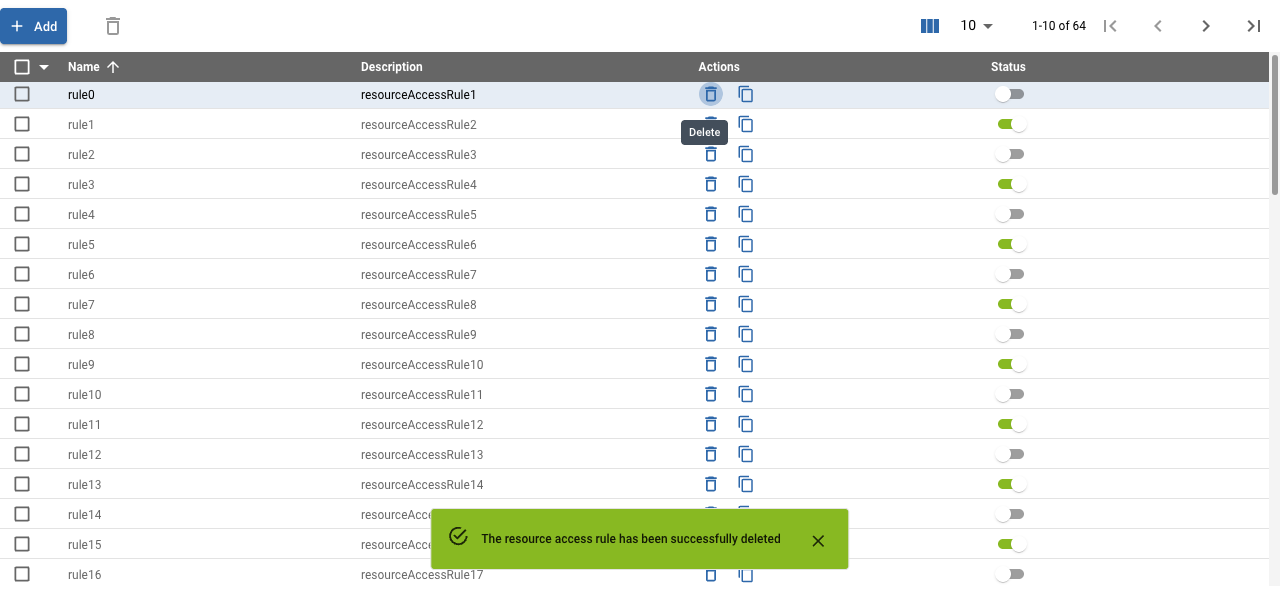 Add
10
1-10 of 64
Name Description Actions Status
rule0 resourceAccessRule1
rule1 resourceAccessRule2
Delete
rule2 resourceAccessRule3
rule3 resourceAccessRule4
rule4 resourceAccessRule5
rule5 resourceAccessRule6
rule6 resourceAccessRule7
rule7 resourceAccessRule8
rule8 resourceAccessRule9
rule9 resourceAccessRule10
rule10 resourceAccessRule11
rule11 resourceAccessRule12
rule12 resourceAccessRule13
rule13 resourceAccessRule14
rule14 resourceAcce
The resource access rule has been successfully deleted
rule15 resourceAcce
rule16 resourceAccessRule17